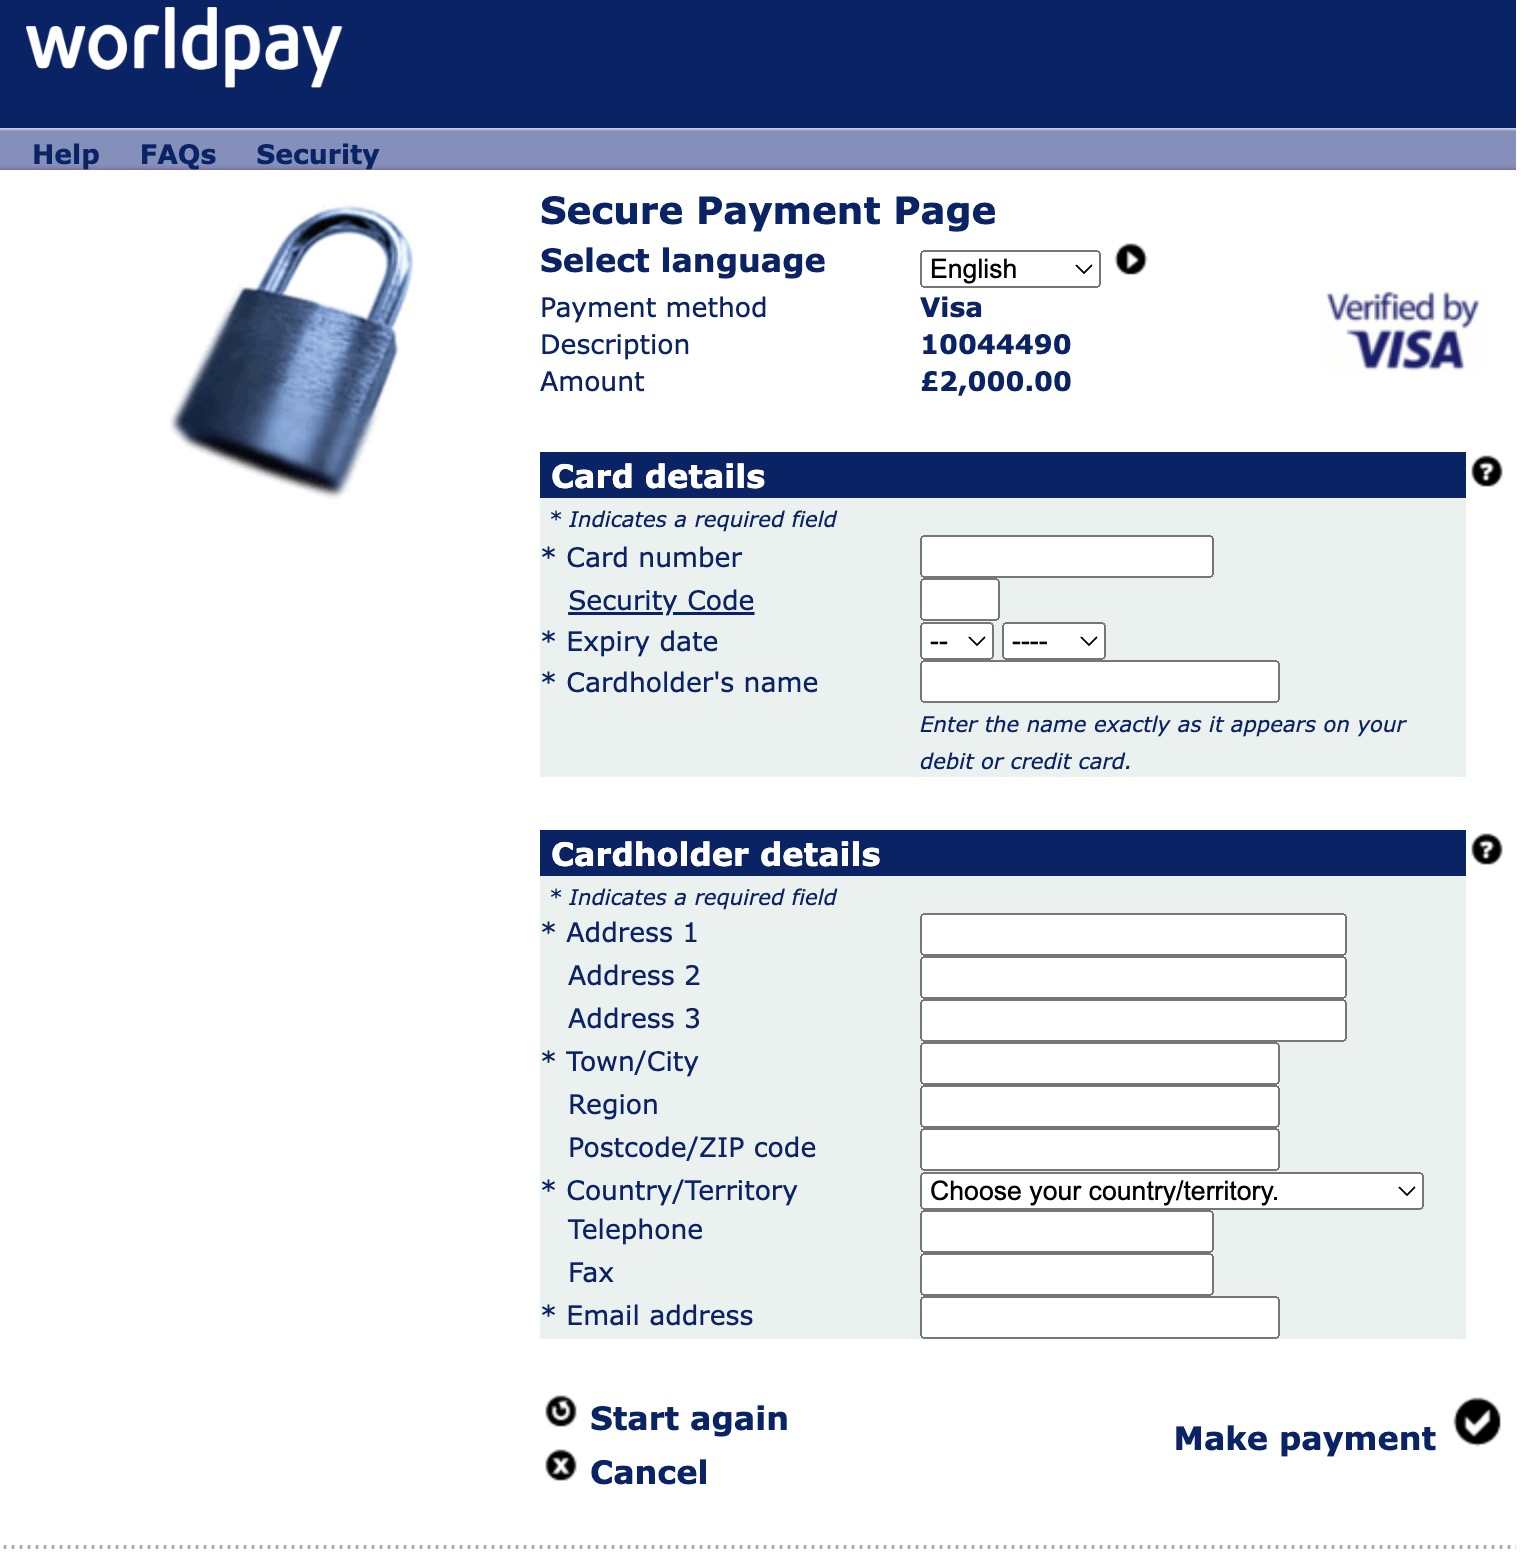 worldpay
Help FAQs Security
Secure Payment Page
Select language English
Payment method Visa
Description 10044490
Amount £2,000.00
Verified by
VISA
Card details ?
* Indicates a required field
* Card number
Security Code
* Expiry date -- ----
* Cardholder's name
Enter the name exactly as it appears on your
debit or credit card.
Cardholder details ?
* Indicates a required field
* Address 1
Address 2
Address 3
* Town/City
Region
Postcode/ZIP code
* Country/Territory Choose your country/territory.
Telephone
Fax
* Email address
Start again
Make payment
Cancel